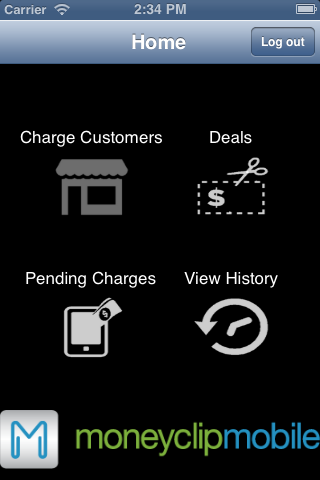 Carrier 2:34 PM
Home Log out
Charge Customers Deals
$
Pending Charges View History
$
M moneyclipmobile